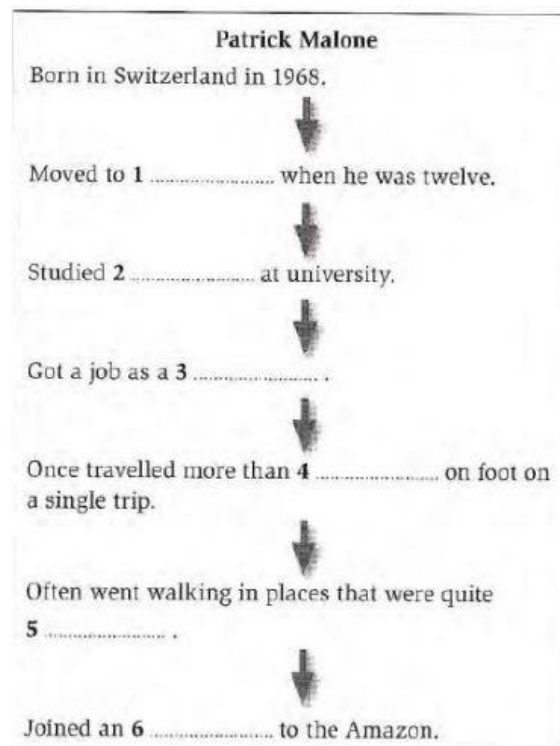 Patrick Malone
Born in Switzerland in 1968.
Moved to 1 ........................ when he was twelve.
Studied 2 ........................ at university.
Got a job as a 3 ........................ .
Once travelled more than 4 ........................ on foot on
a single trip.
Often went walking in places that were quite
5 ........................ .
Joined an 6 ........................ to the Amazon.